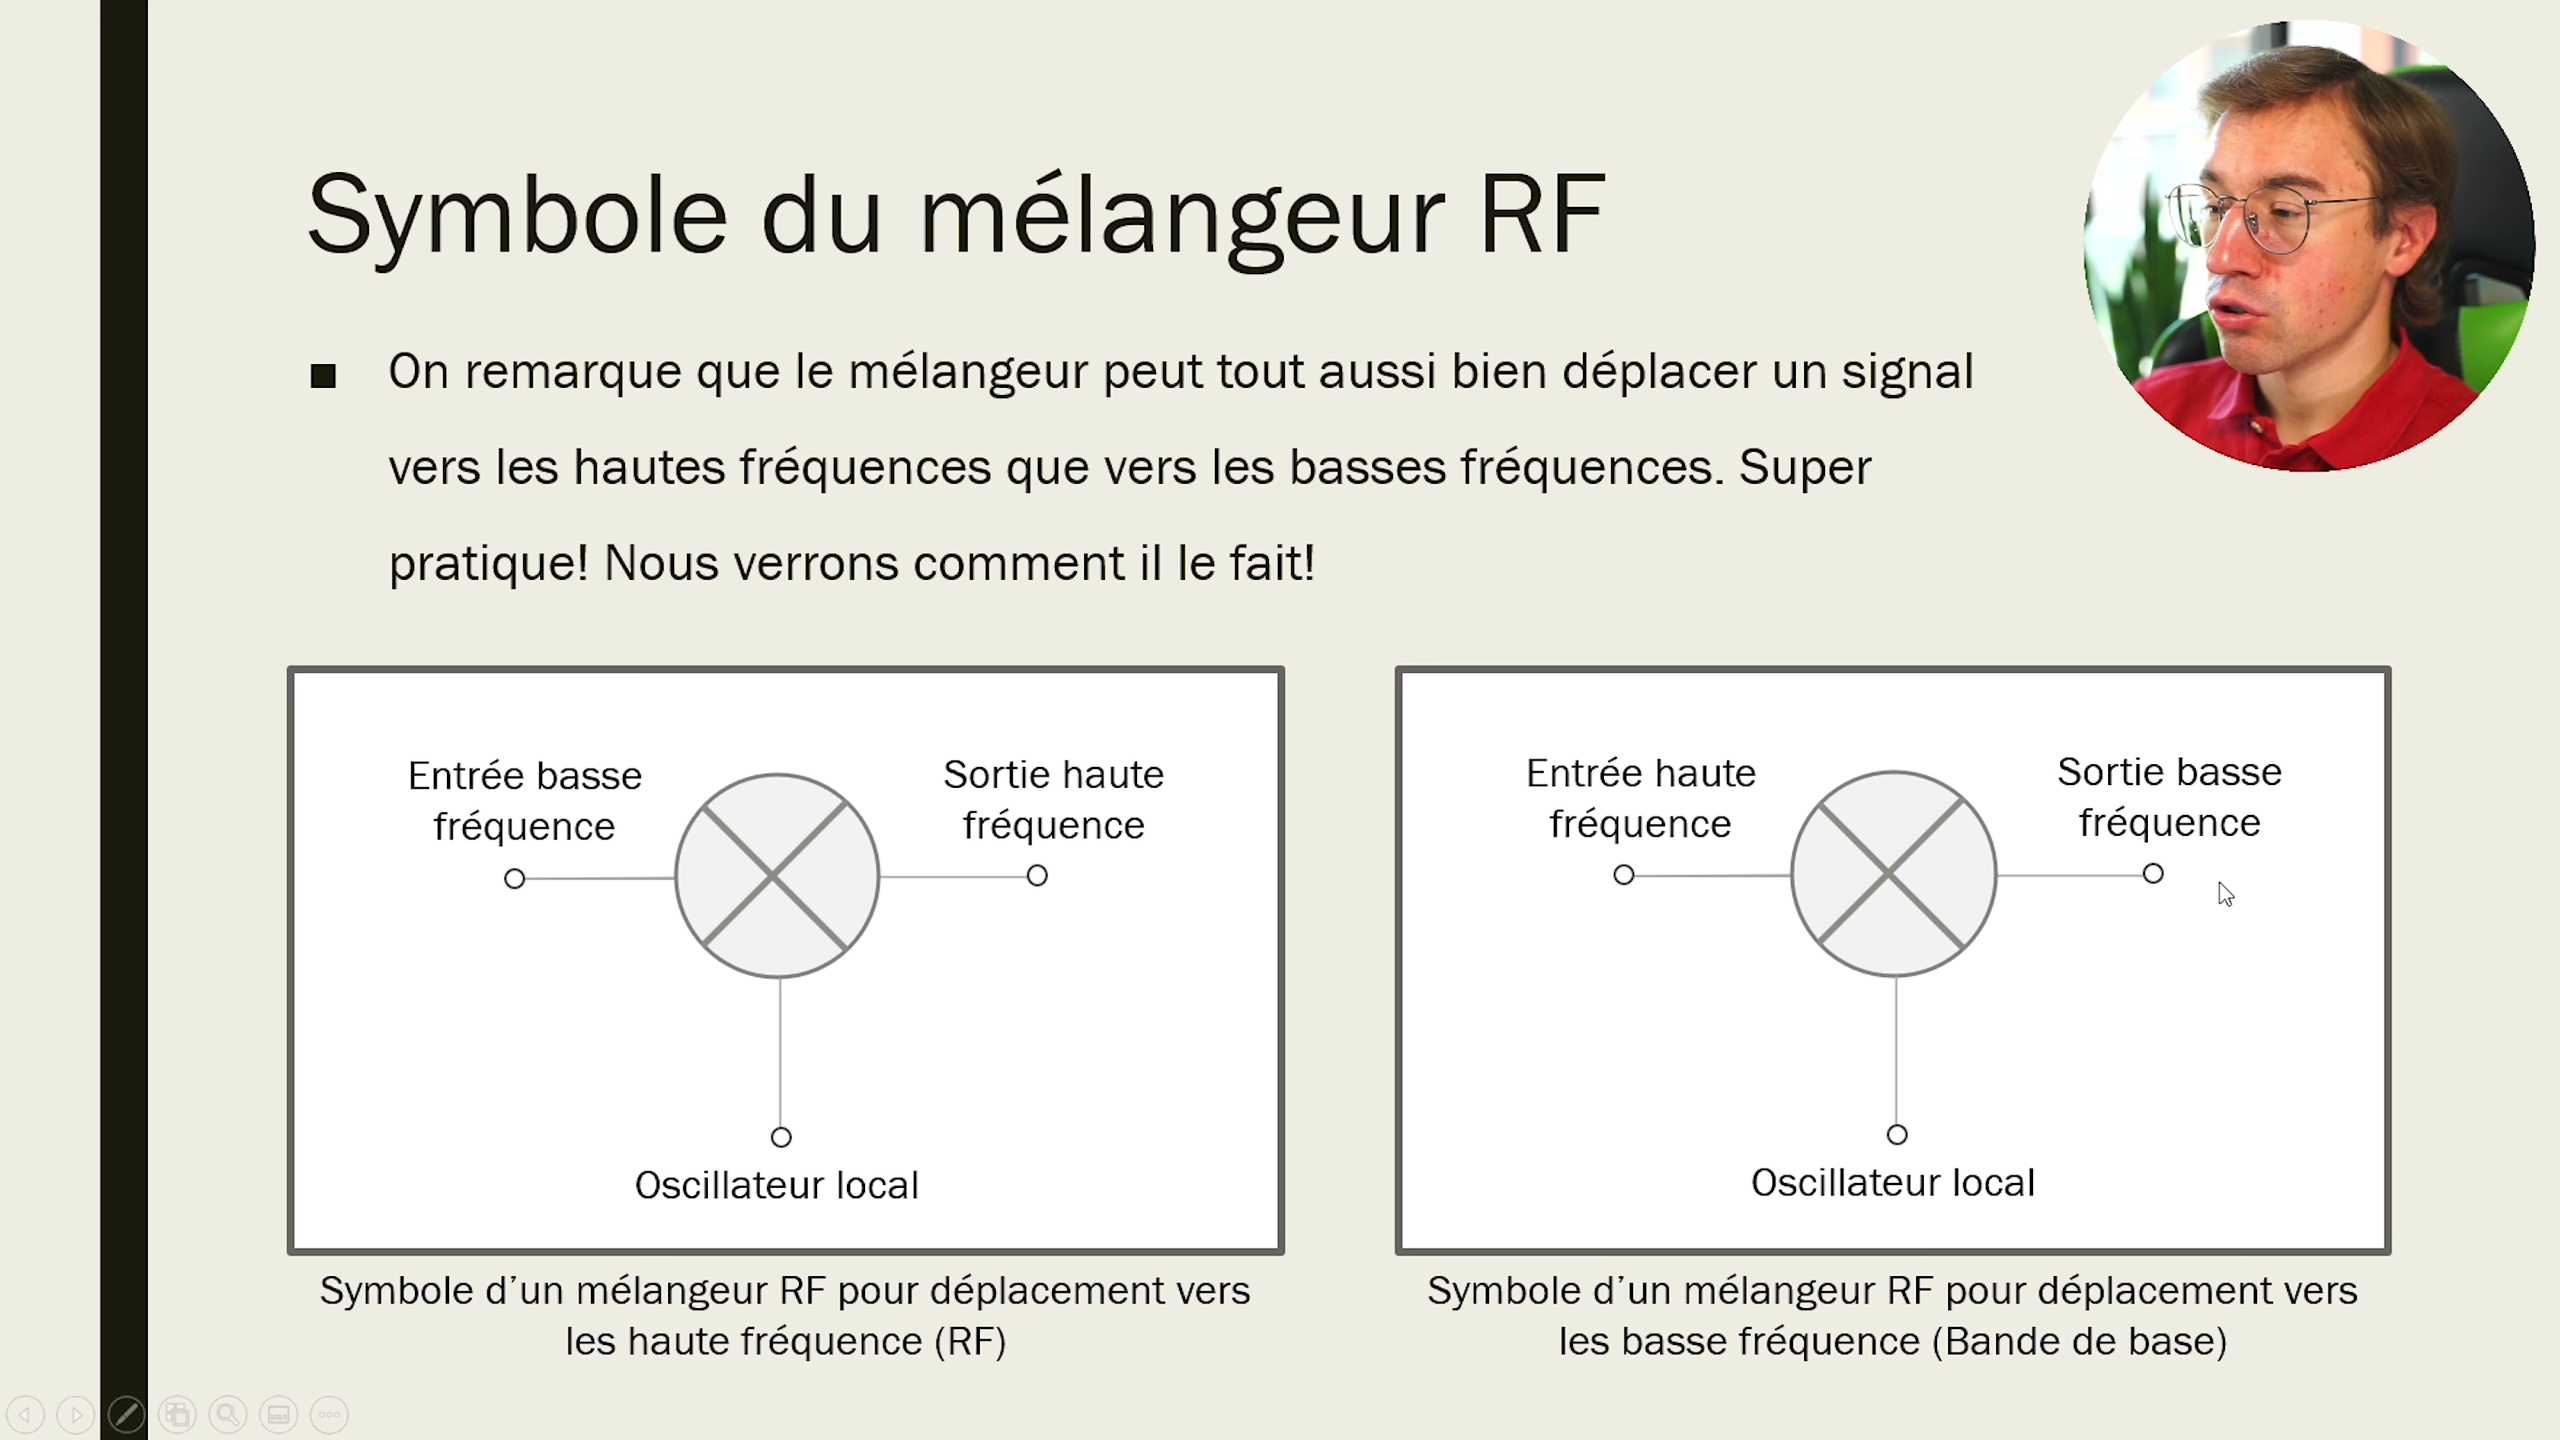 Symbole du mélangeur RF
■ On remarque que le mélangeur peut tout aussi bien déplacer un signal
vers les hautes fréquences que vers les basses fréquences. Super
pratique! Nous verrons comment il le fait!
Entrée basse
fréquence
Sortie haute
fréquence
Oscillateur local
Symbole d’un mélangeur RF pour déplacement vers
les haute fréquence (RF)
Entrée haute
fréquence
Sortie basse
fréquence
Oscillateur local
Symbole d’un mélangeur RF pour déplacement vers
les basse fréquence (Bande de base)